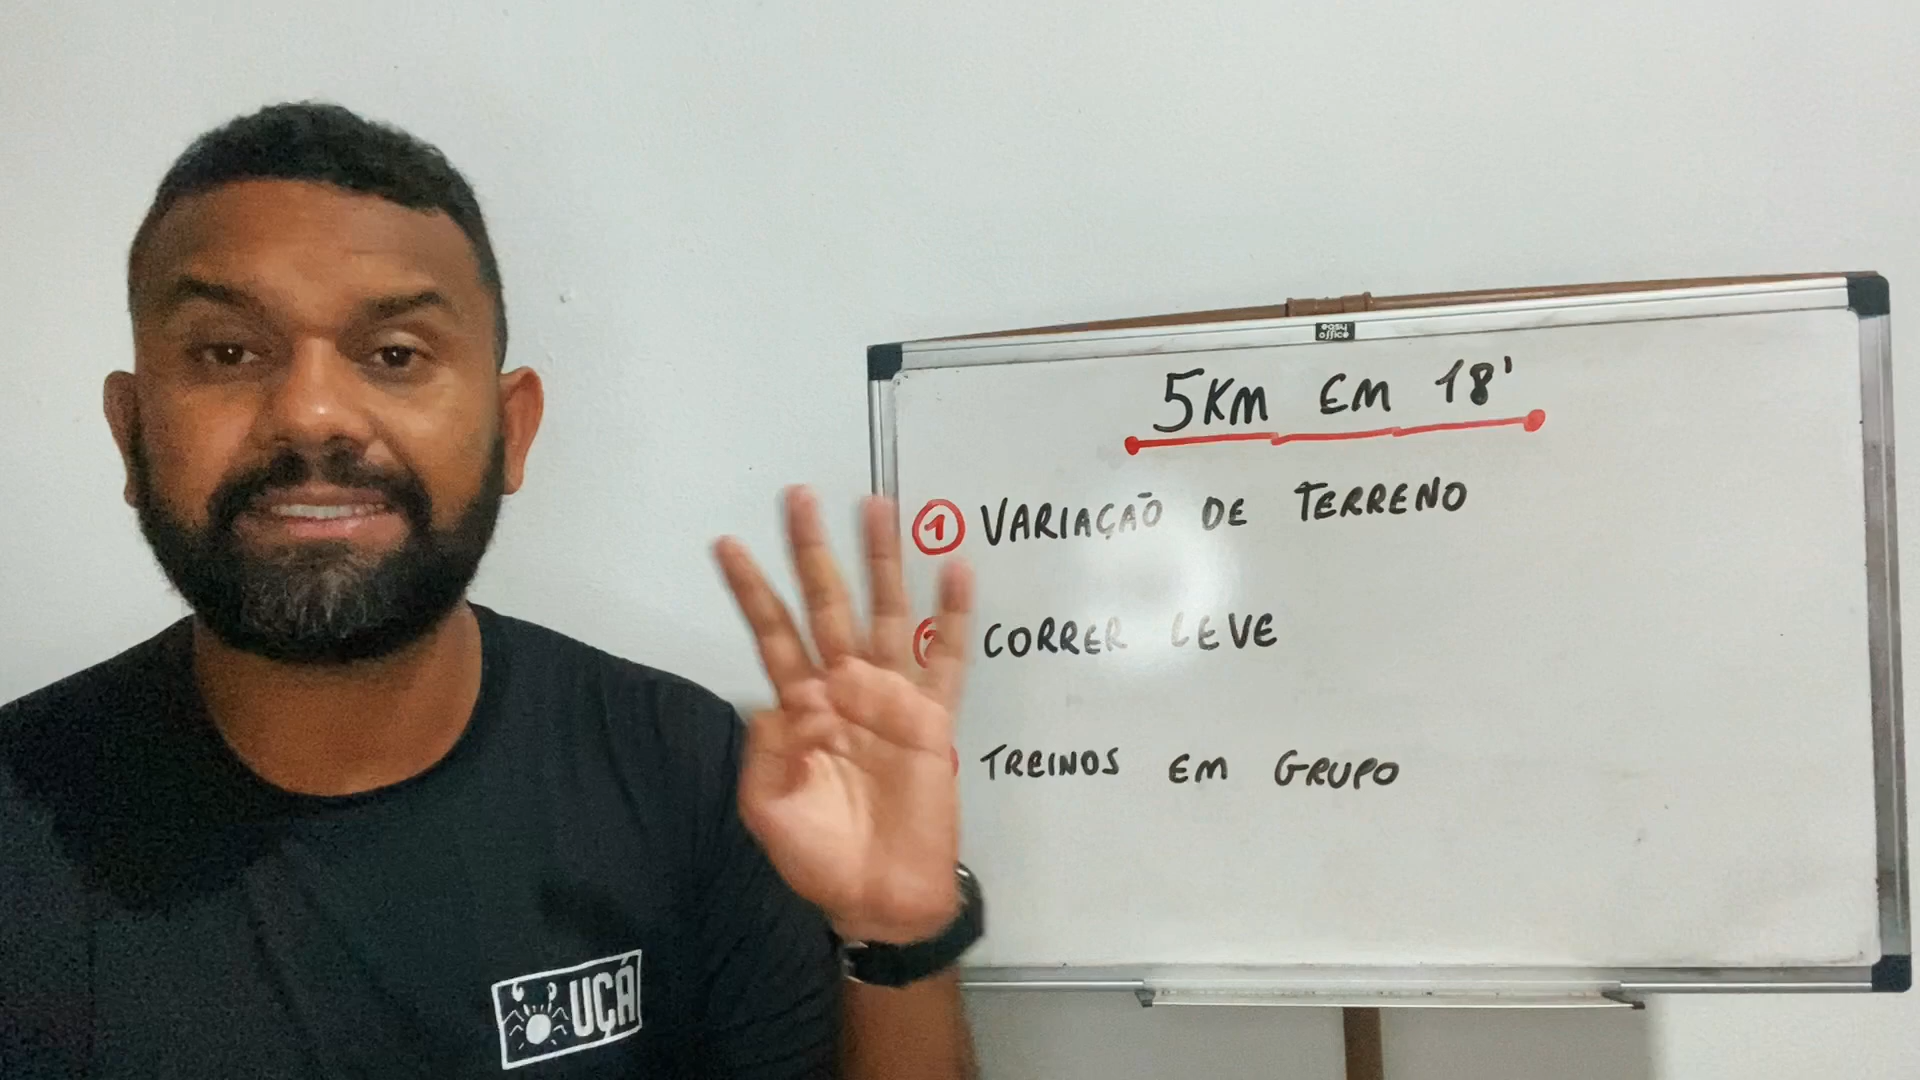 easy
office
5KM EM 18'
1 VARIAÇÃO DE TERRENO
CORRER LEVE
TREINOS EM GRUPO
UÇÁ